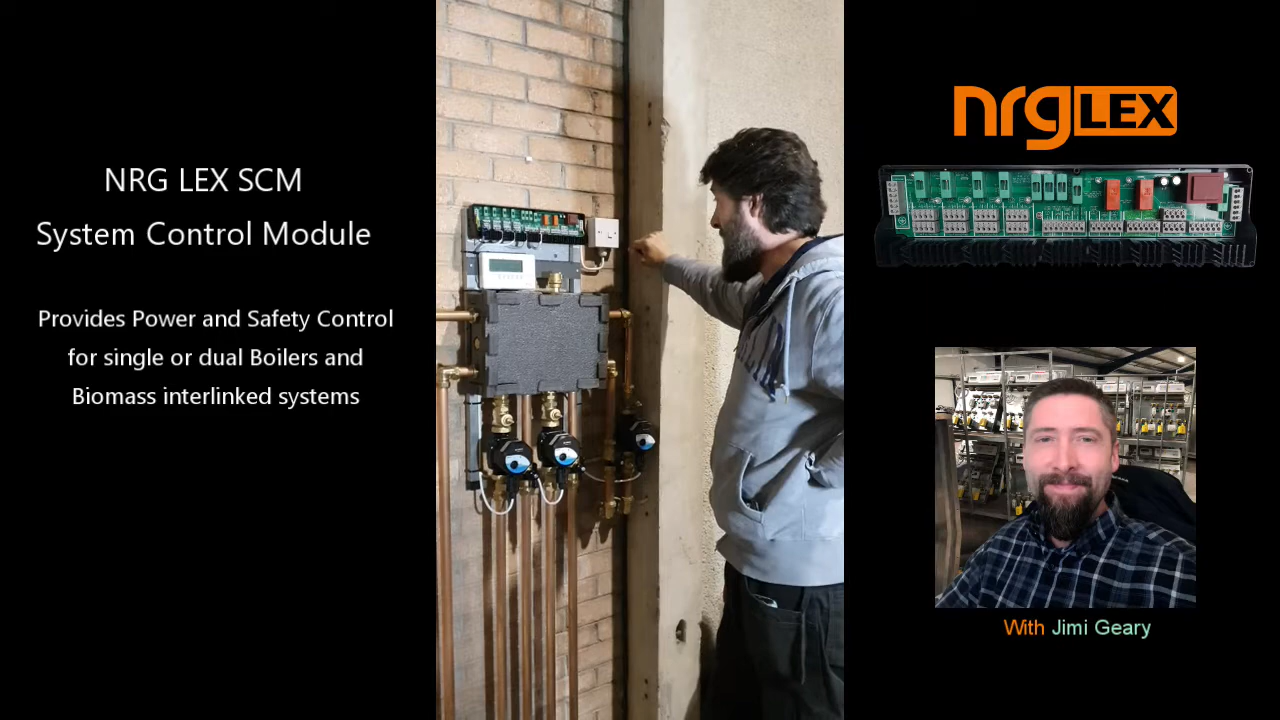 NRG LEX SCM
System Control Module
Provides Power and Safety Control
for single or dual Boilers and
Biomass interlinked systems
nrgLEX
With Jimi Geary